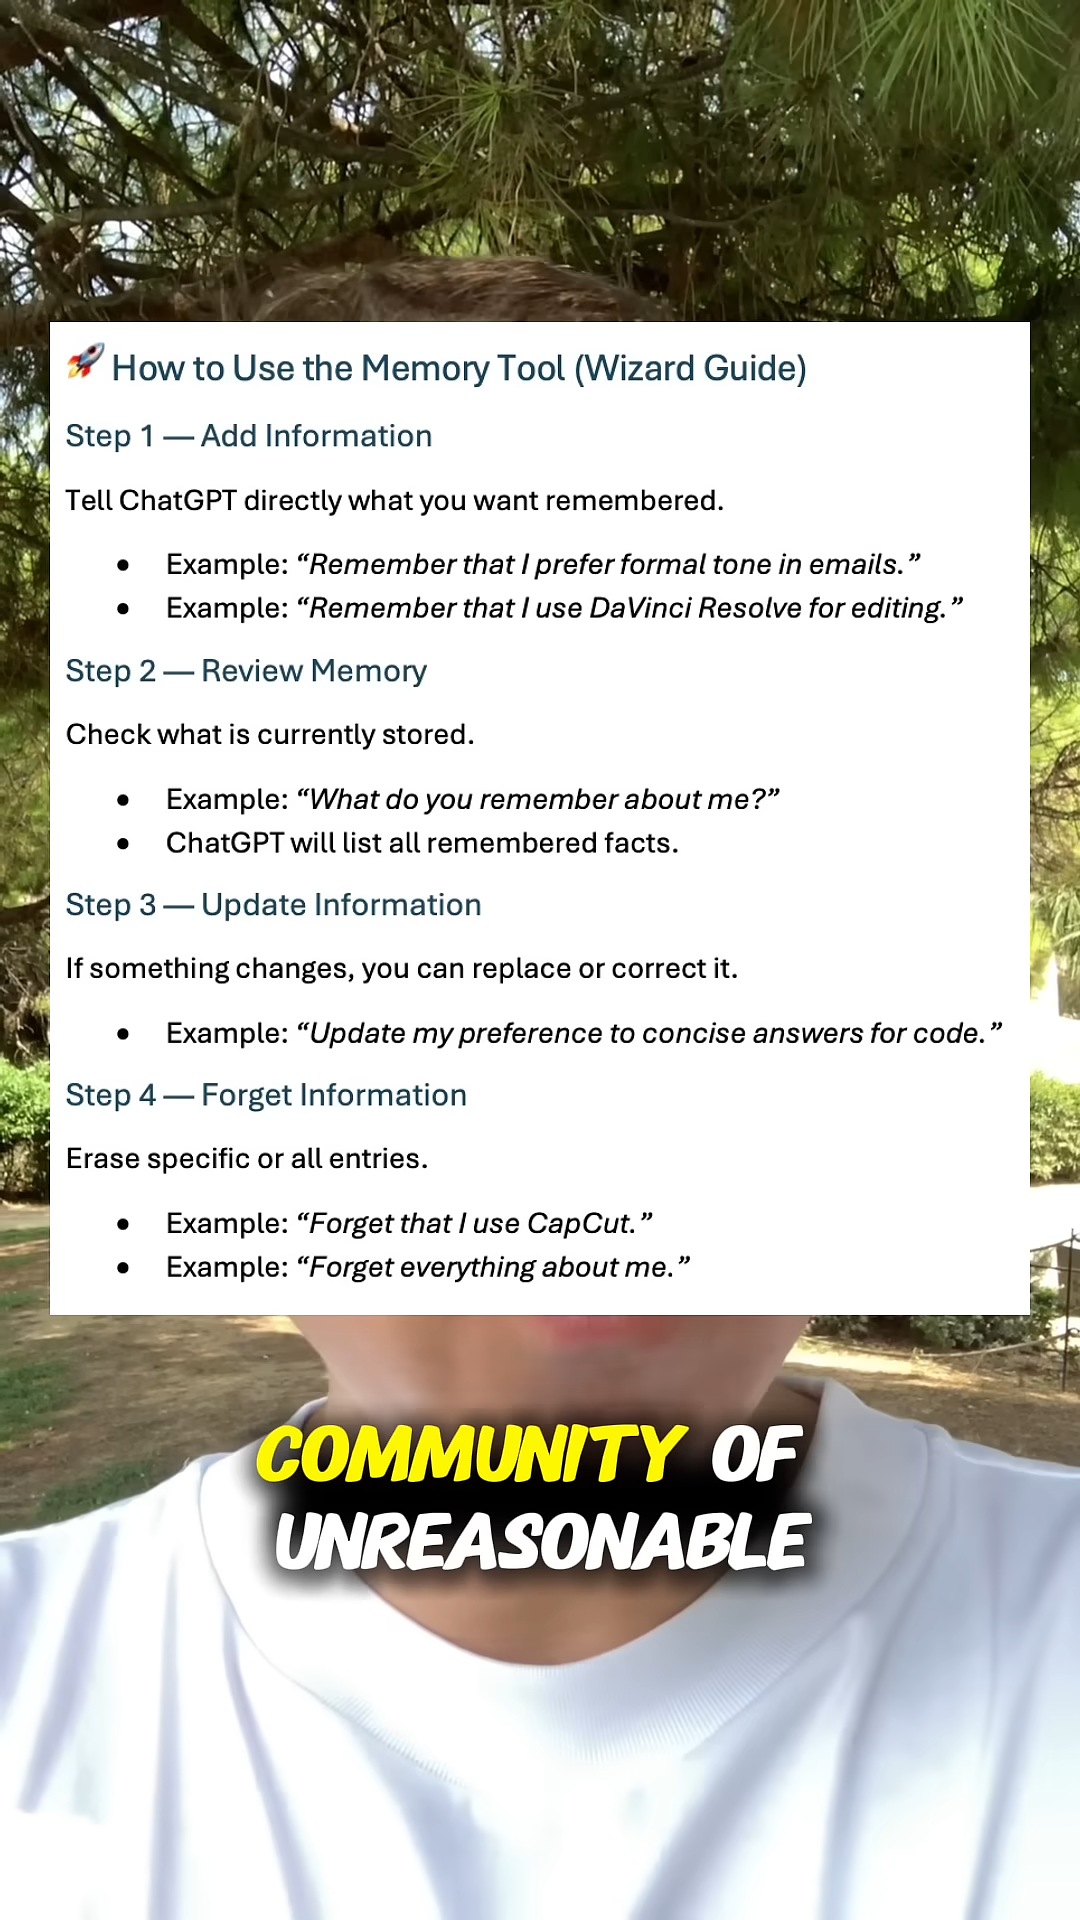 🚀 How to Use the Memory Tool (Wizard Guide)
Step 1 — Add Information
Tell ChatGPT directly what you want remembered.
• Example: “Remember that I prefer formal tone in emails.”
• Example: “Remember that I use DaVinci Resolve for editing.”
Step 2 — Review Memory
Check what is currently stored.
• Example: “What do you remember about me?”
• ChatGPT will list all remembered facts.
Step 3 — Update Information
If something changes, you can replace or correct it.
• Example: “Update my preference to concise answers for code.”
Step 4 — Forget Information
Erase specific or all entries.
• Example: “Forget that I use CapCut.”
• Example: “Forget everything about me.”
COMMUNITY OF
UNREASONABLE